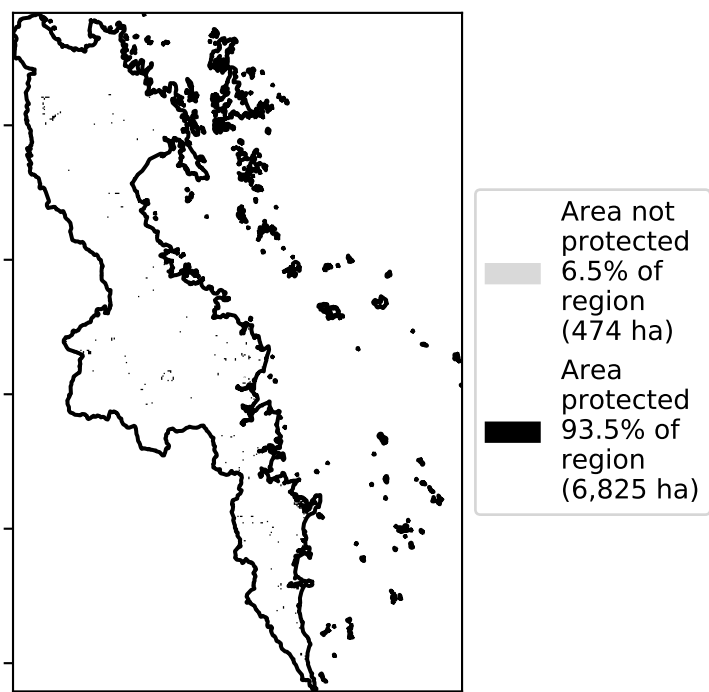 Area not
protected
6.5% of
region
(474 ha)
Area
protected
93.5% of
region
(6,825 ha)